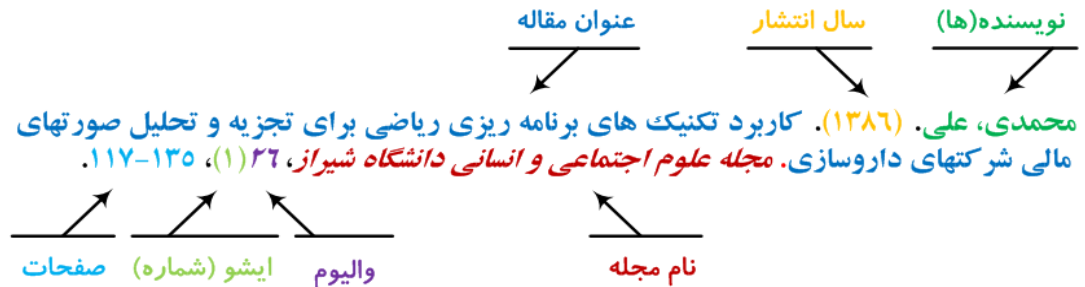 نویسنده(ها) سال انتشار عنوان مقاله
محمدی، علی. (۱۳۸۶). کاربرد تکنیک های برنامه ریزی ریاضی برای تجزیه و تحلیل صورتهای
مالی شرکتهای داروسازی. مجله علوم اجتماعی و انسانی دانشگاه شیراز، ۲۶(۱)، ۱۳۵-۱۱۷.
نام مجله والیوم ایشو (شماره) صفحات